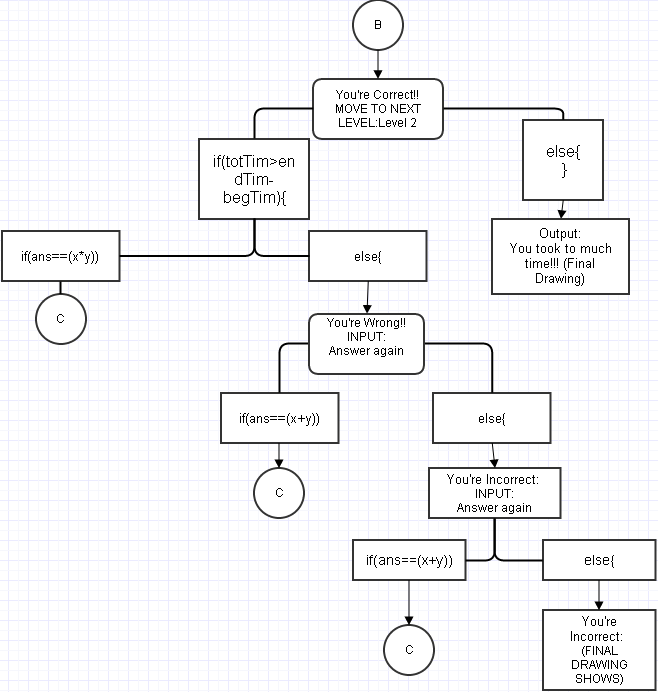 B
You're Correct!!
MOVE TO NEXT
LEVEL:Level 2
if(totTim>en
dTim-
begTim){
else{
}
Output:
You took to much
time!!! (Final
Drawing)
if(ans==(x*y))
else{
C
You're Wrong!!
INPUT:
Answer again
if(ans==(x+y))
else{
C
You're Incorrect:
INPUT:
Answer again
if(ans==(x+y))
else{
C
You're
Incorrect:
(FINAL
DRAWING
SHOWS)